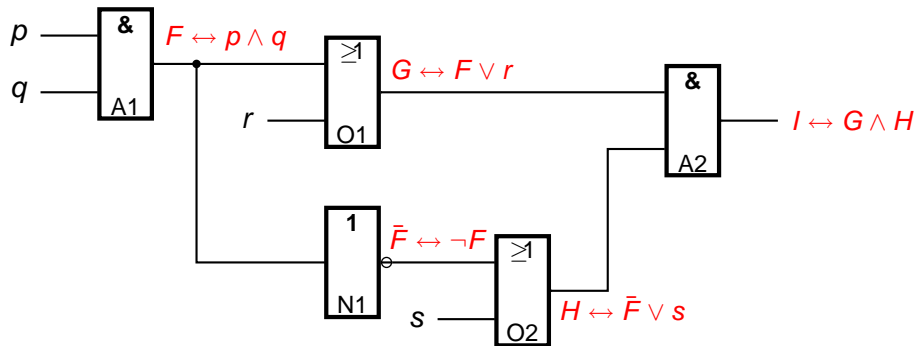 p
q
&
A1
F ↔ p ∧ q
r
≥1
O1
G ↔ F ∨ r
&
A2
I ↔ G ∧ H
1
N1
F̄ ↔ ¬F
s
≥1
O2
H ↔ F̄ ∨ s